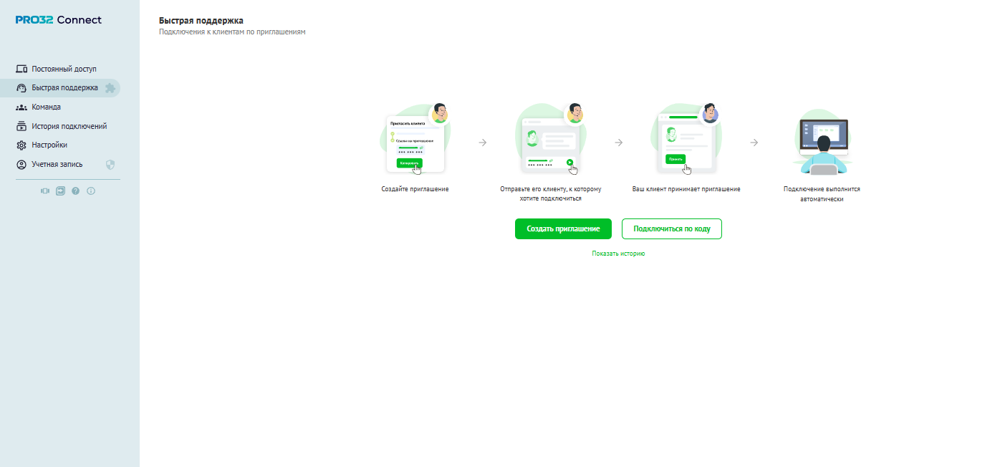 PRO32 Connect
Постоянный доступ
Быстрая поддержка
Команда
История подключений
Настройки
Учетная запись
Быстрая поддержка
Подключения к клиентам по приглашениям
Пригласить клиента
Ссылка на приглашение
Копировать
Принять
Создайте приглашение
Отправьте его клиенту, к которому
хотите подключиться
Ваш клиент принимает приглашение
Подключение выполнится
автоматически
Создать приглашение
Подключиться по коду
Показать историю